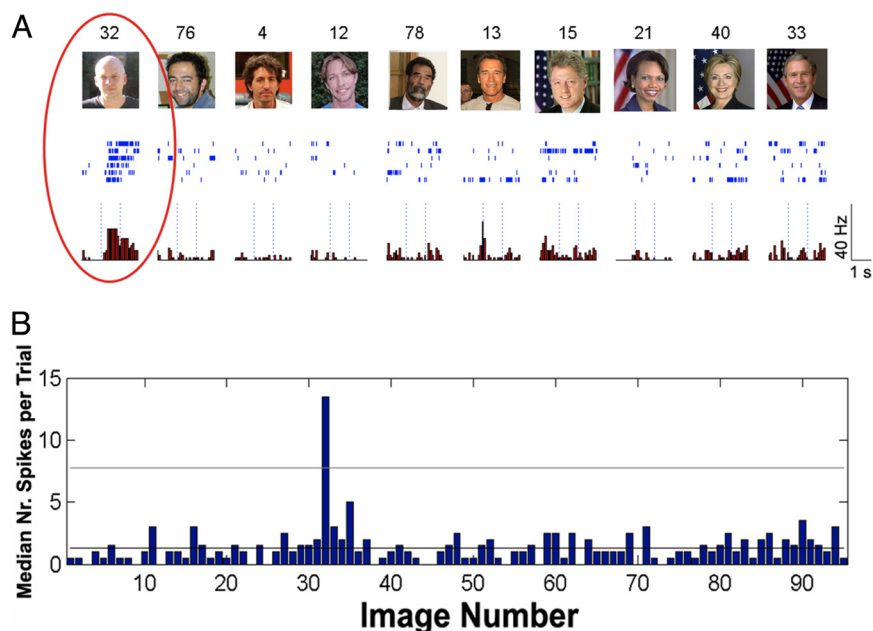 A
32 76 4 12 78 13 15 21 40 33
40 Hz
1 s
B
Median Nr. Spikes per Trial
15
10
5
0
10 20 30 40 50 60 70 80 90
Image Number